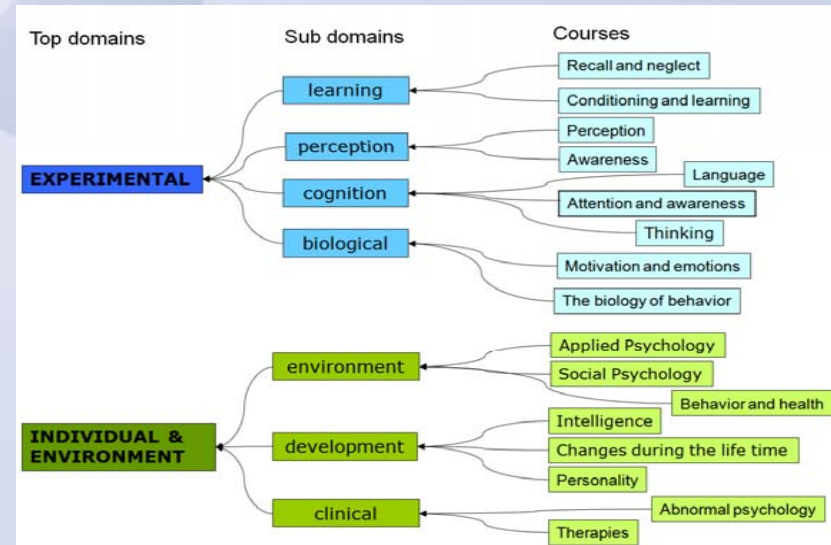 Top domains
Sub domains
Courses
EXPERIMENTAL
learning
Recall and neglect
Conditioning and learning
perception
Perception
Awareness
cognition
Language
Attention and awareness
Thinking
biological
Motivation and emotions
The biology of behavior
INDIVIDUAL &
ENVIRONMENT
environment
Applied Psychology
Social Psychology
Behavior and health
development
Intelligence
Changes during the life time
Personality
clinical
Abnormal psychology
Therapies